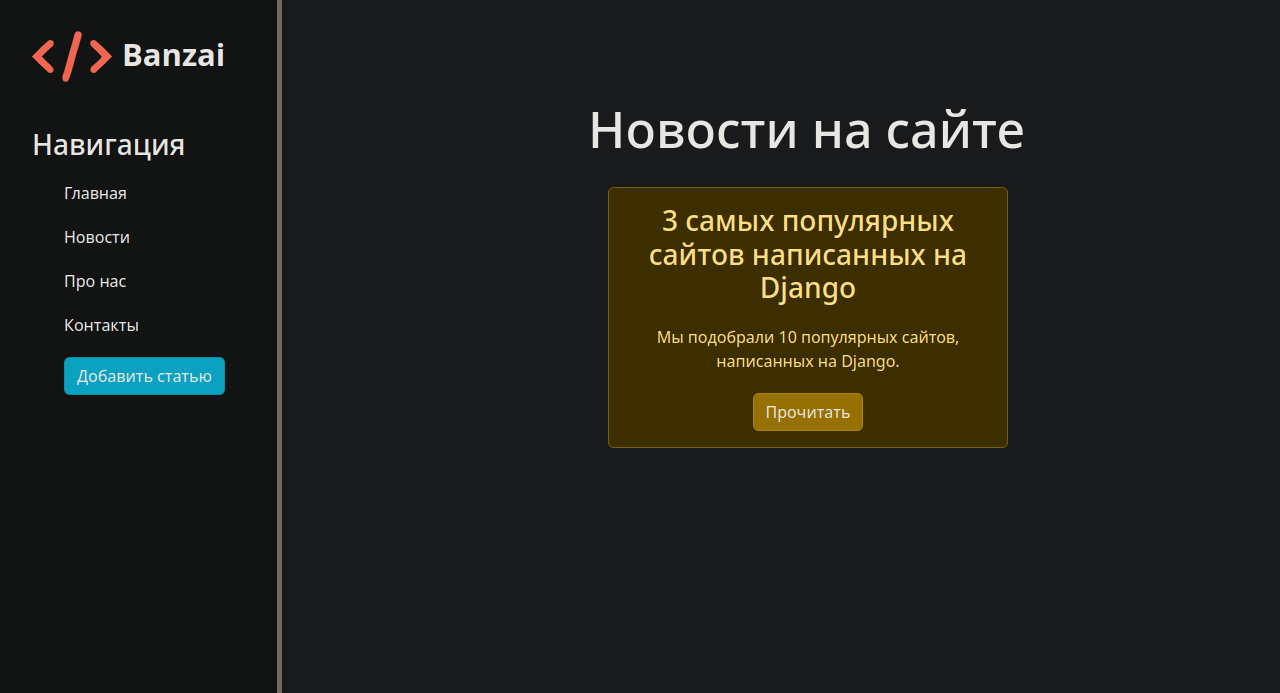 Banzai
Навигация
Главная
Новости
Про нас
Контакты
Добавить статью
Новости на сайте
3 самых популярных
сайтов написанных на
Django
Мы подобрали 10 популярных сайтов,
написанных на Django.
Прочитать